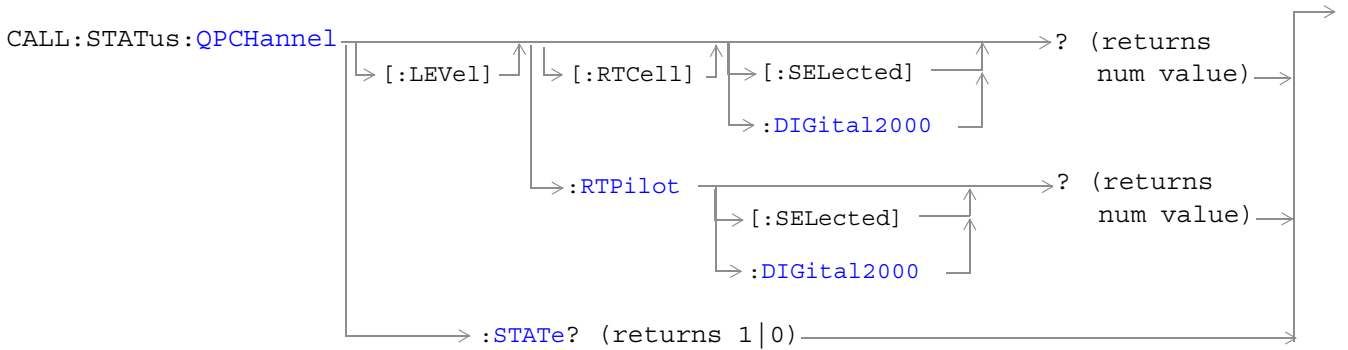 CALL:STATus:QPCHannel
[:LEVel]
[:RTCell]
[:SELected]
? (returns
num value)
:DIGital2000
:RTPilot
? (returns
num value)
[:SELected]
:DIGital2000
:STATe? (returns 1|0)